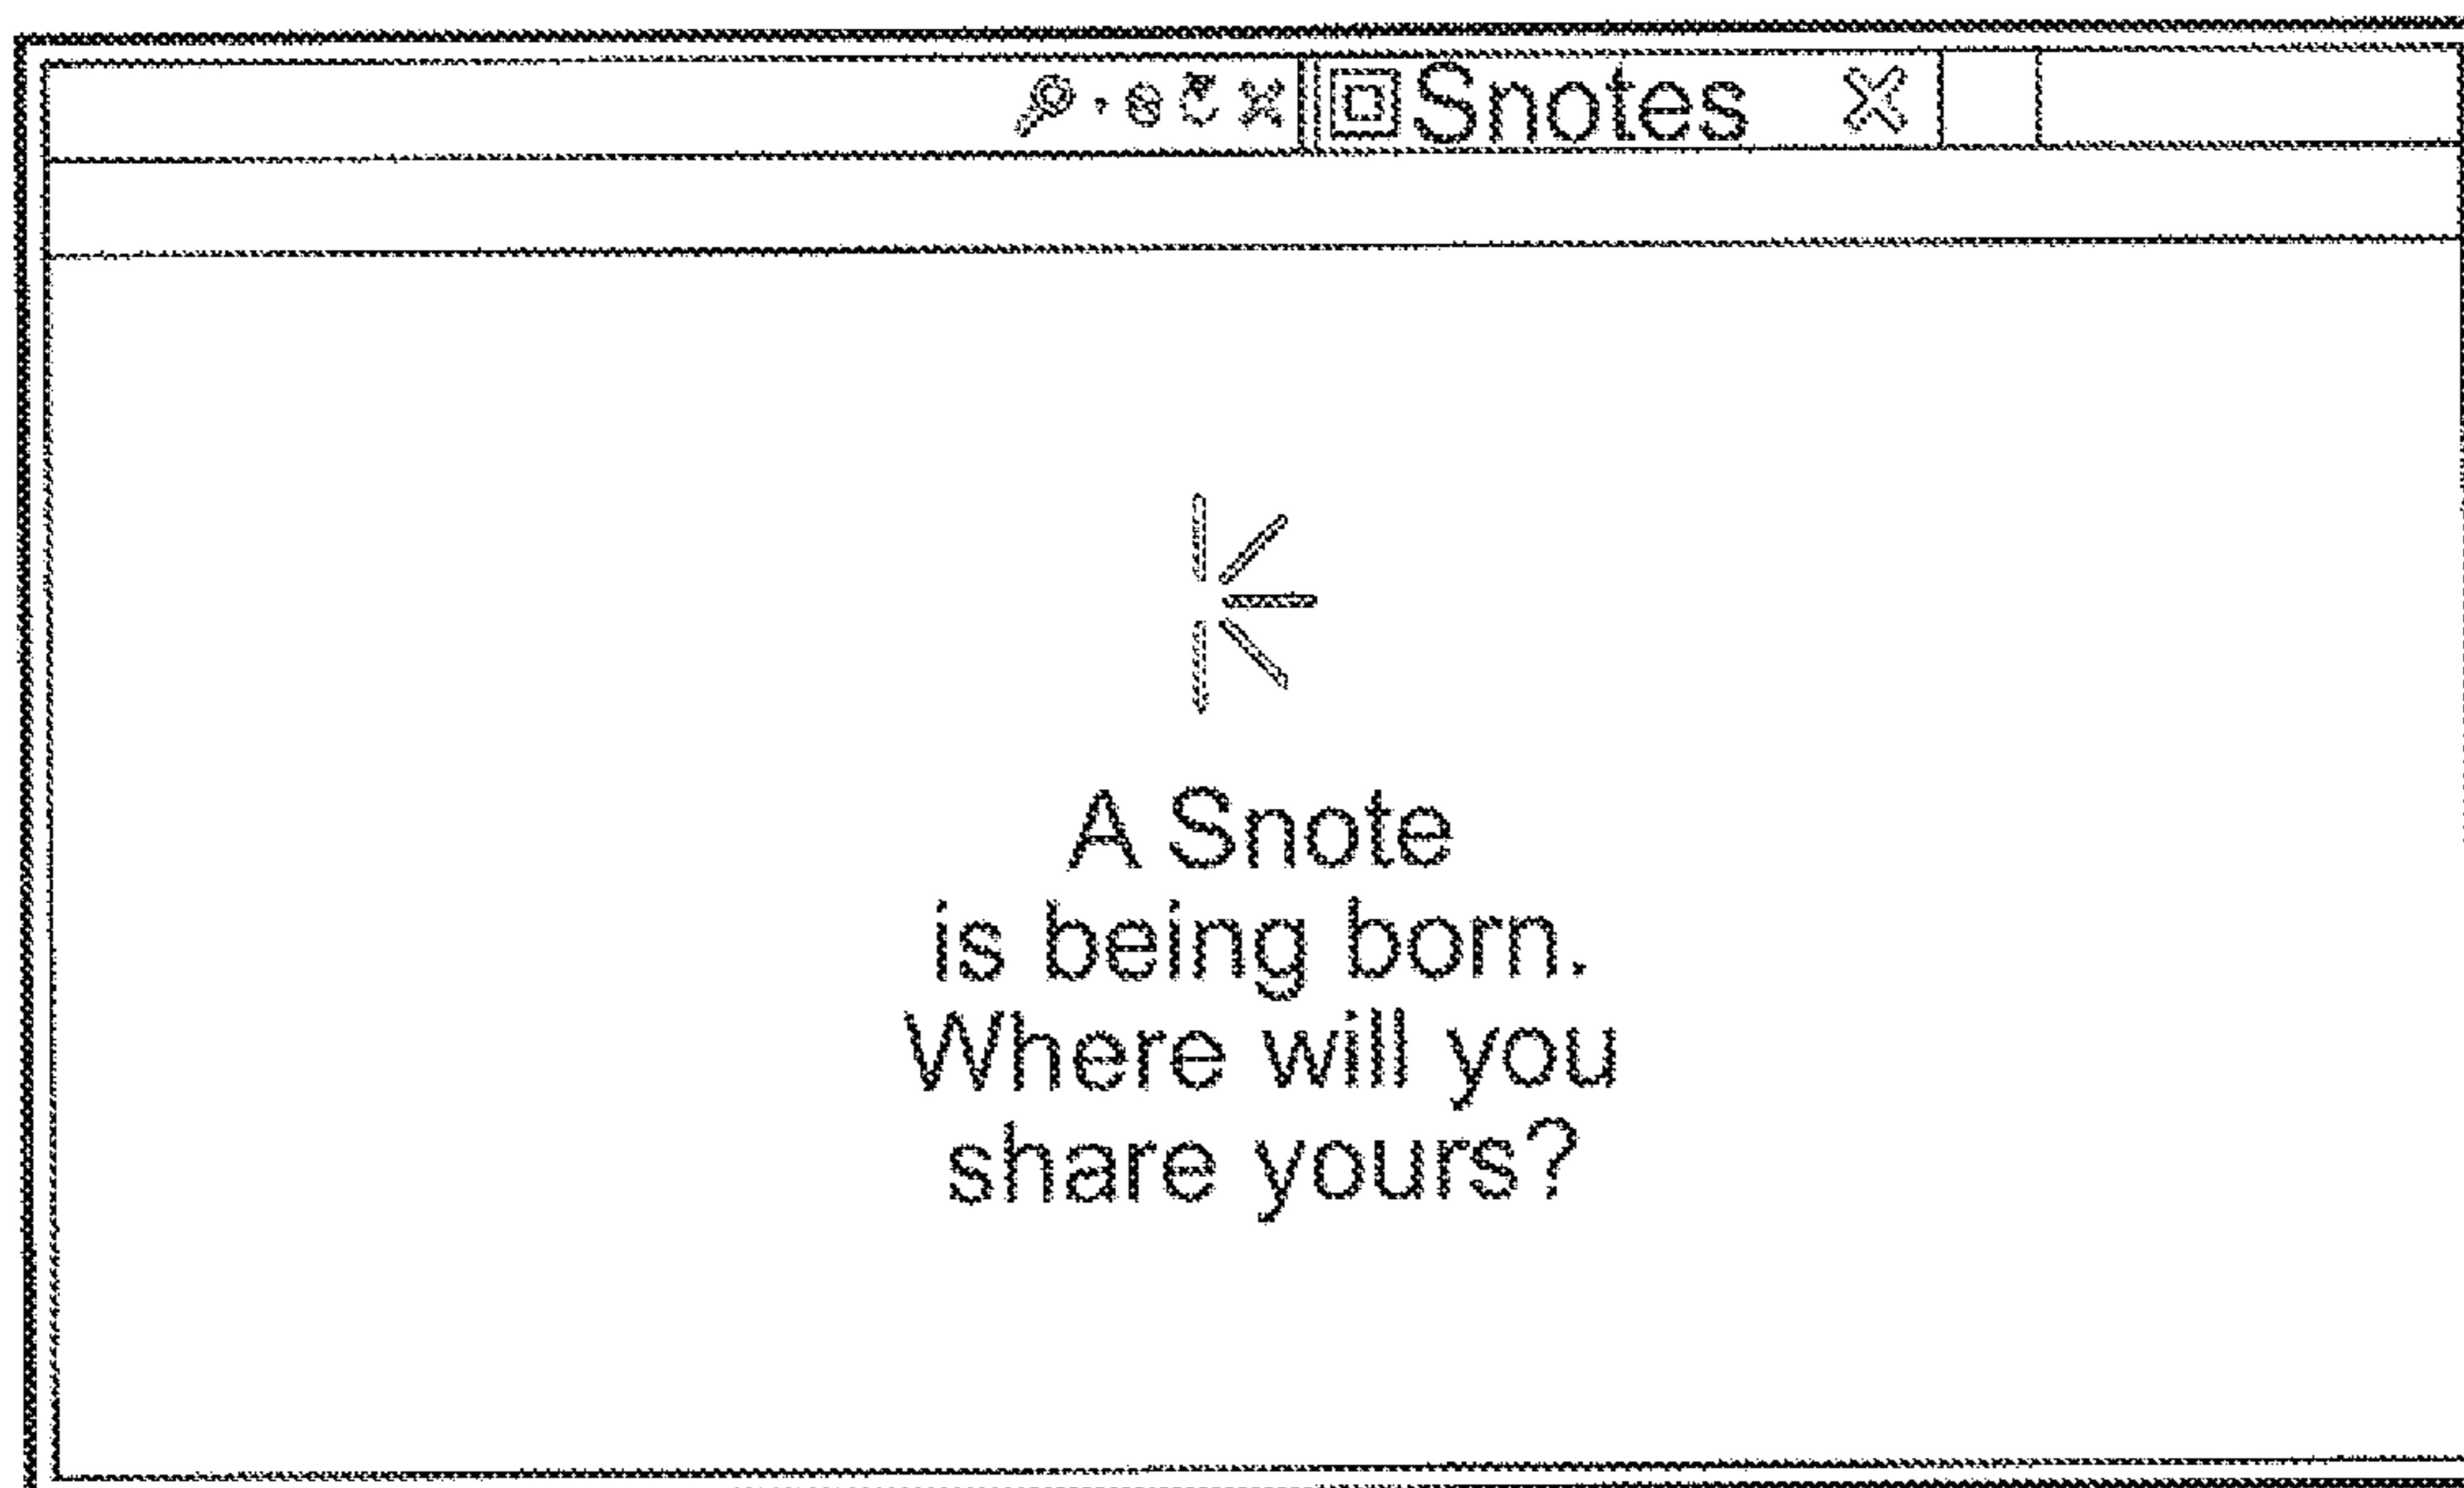 Snotes
A Snote
is being born.
Where will you
share yours?